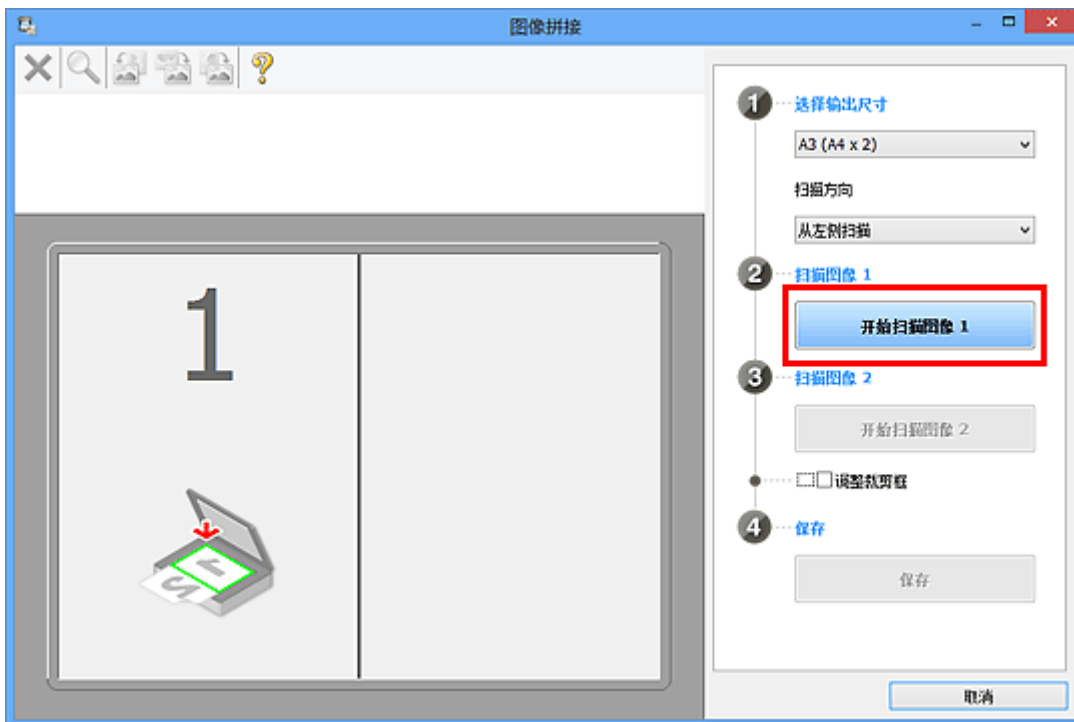 图像拼接
1 选择输出尺寸
A3 (A4 x 2)
扫描方向
从左侧扫描
2 扫描图像 1
开始扫描图像 1
3 扫描图像 2
开始扫描图像 2
调整裁剪框
4 保存
保存
取消
1
1
2